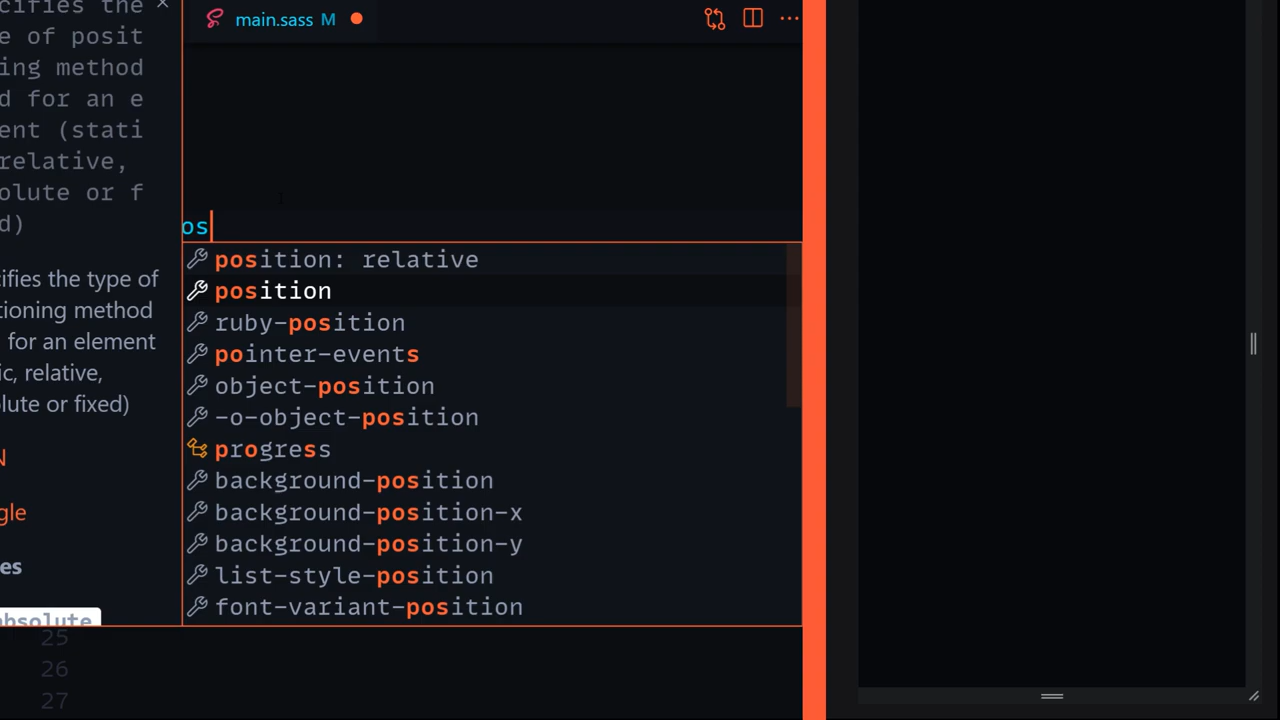 main.sass M
cifies the
e of posit
ing method
d for an e
ent (stati
relative,
olute or f
d)
cifies the type of
tioning method
for an element
ic, relative,
lute or fixed)
N
gle
es
absolute
25
26
27
os
position: relative
position
ruby-position
pointer-events
object-position
-o-object-position
progress
background-position
background-position-x
background-position-y
list-style-position
font-variant-position